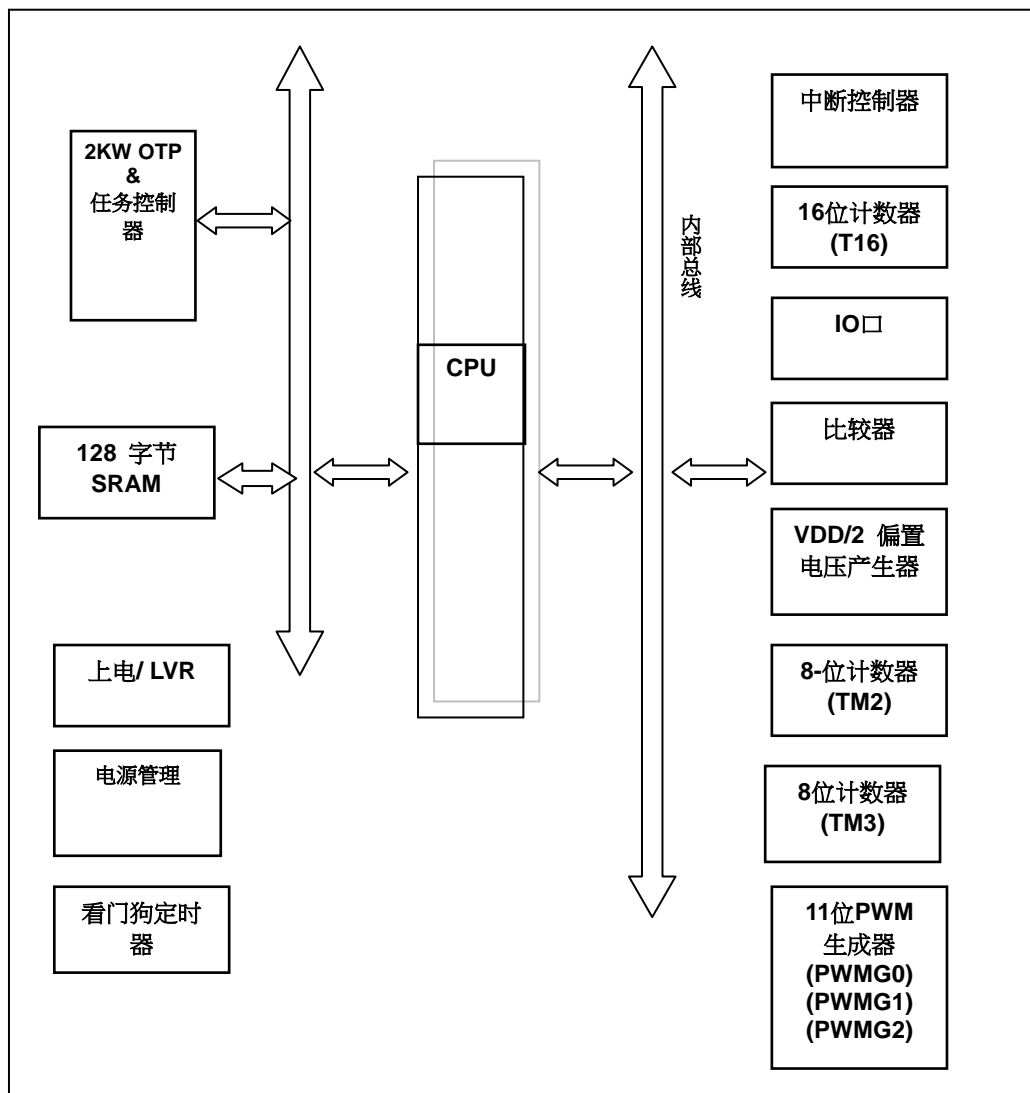 2KW OTP
&
任务控制
器
128 字节
SRAM
上电/ LVR
电源管理
看门狗定时
器
CPU
内部总线
中断控制器
16位计数器
(T16)
IO口
比较器
VDD/2 偏置
电压产生器
8-位计数器
(TM2)
8位计数器
(TM3)
11位PWM
生成器
(PWMG0)
(PWMG1)
(PWMG2)